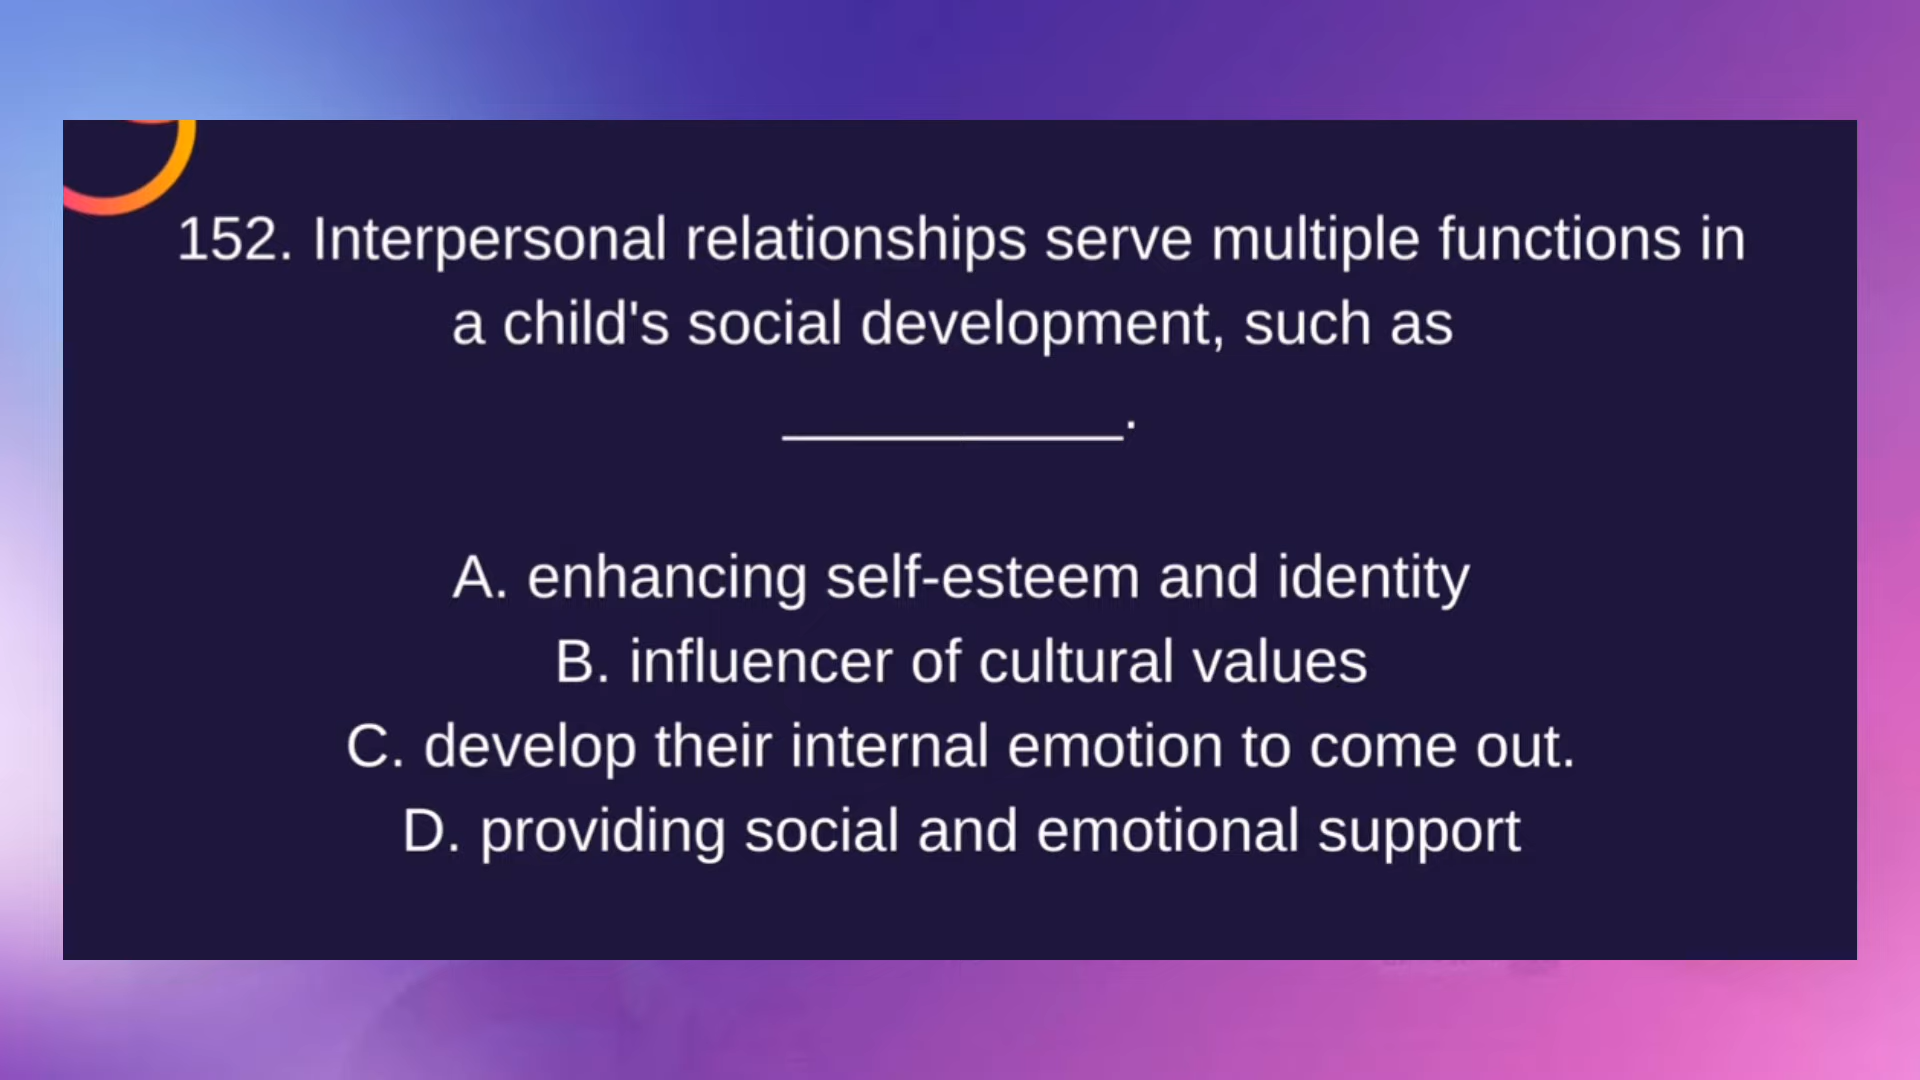 152. Interpersonal relationships serve multiple functions in
a child's social development, such as
___________.
A. enhancing self-esteem and identity
B. influencer of cultural values
C. develop their internal emotion to come out.
D. providing social and emotional support